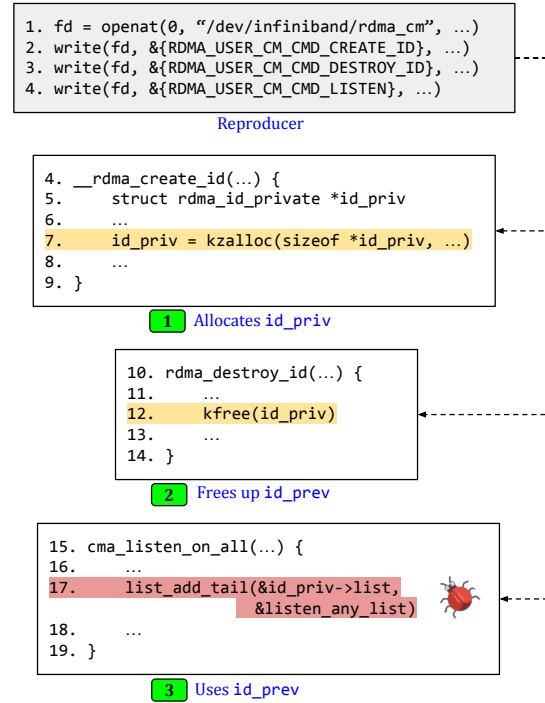 1. fd = openat(0, “/dev/infiniband/rdma_cm”, …)
2. write(fd, &{RDMA_USER_CM_CMD_CREATE_ID}, …)
3. write(fd, &{RDMA_USER_CM_CMD_DESTROY_ID}, …)
4. write(fd, &{RDMA_USER_CM_CMD_LISTEN}, …)
Reproducer
4. __rdma_create_id(…) {
5. struct rdma_id_private *id_priv
6. …
7. id_priv = kzalloc(sizeof *id_priv, …)
8. …
9. }
1 Allocates id_priv
10. rdma_destroy_id(…) {
11. …
12. kfree(id_priv)
13. …
14. }
2 Frees up id_prev
15. cma_listen_on_all(…) {
16. …
17. list_add_tail(&id_priv->list,
&listen_any_list)
18. …
19. }
3 Uses id_prev